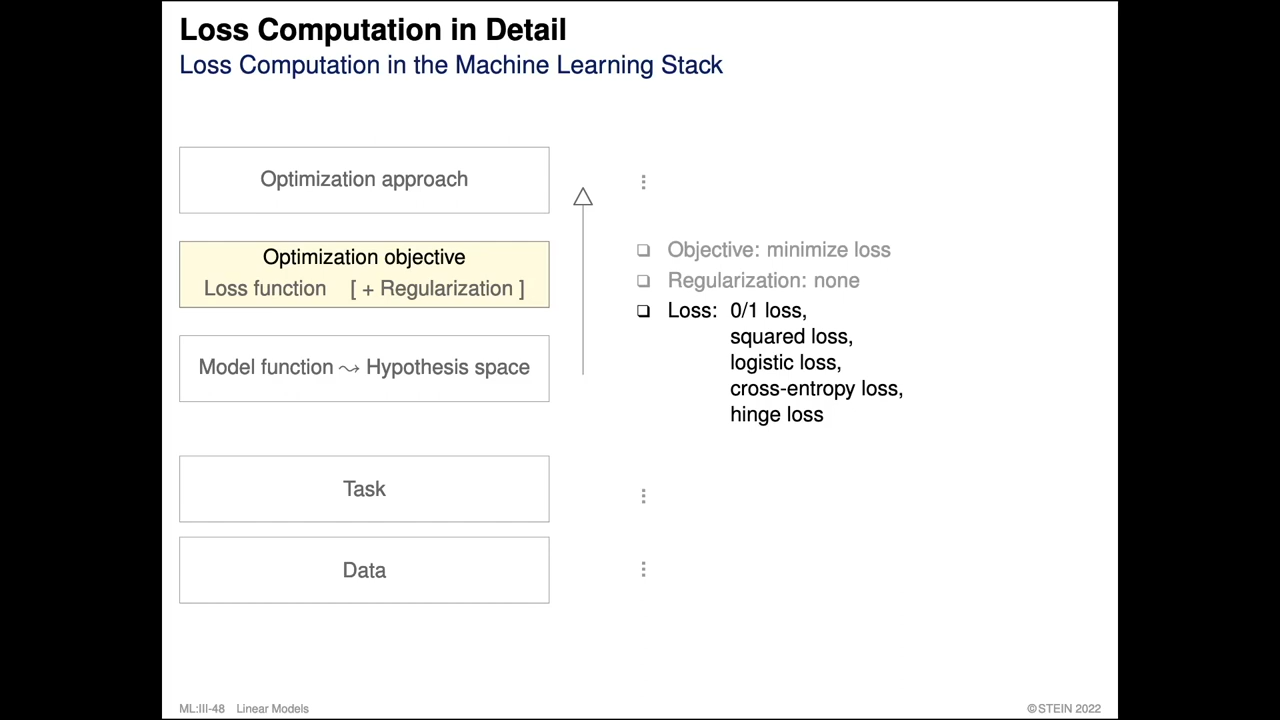 Loss Computation in Detail
Loss Computation in the Machine Learning Stack
Optimization approach
⋮
Optimization objective
Loss function [ + Regularization ]
❑ Objective: minimize loss
❑ Regularization: none
❑ Loss: 0/1 loss,
squared loss,
logistic loss,
cross-entropy loss,
hinge loss
Model function ⤳ Hypothesis space
Task
⋮
Data
⋮
ML:III-48 Linear Models
©STEIN 2022